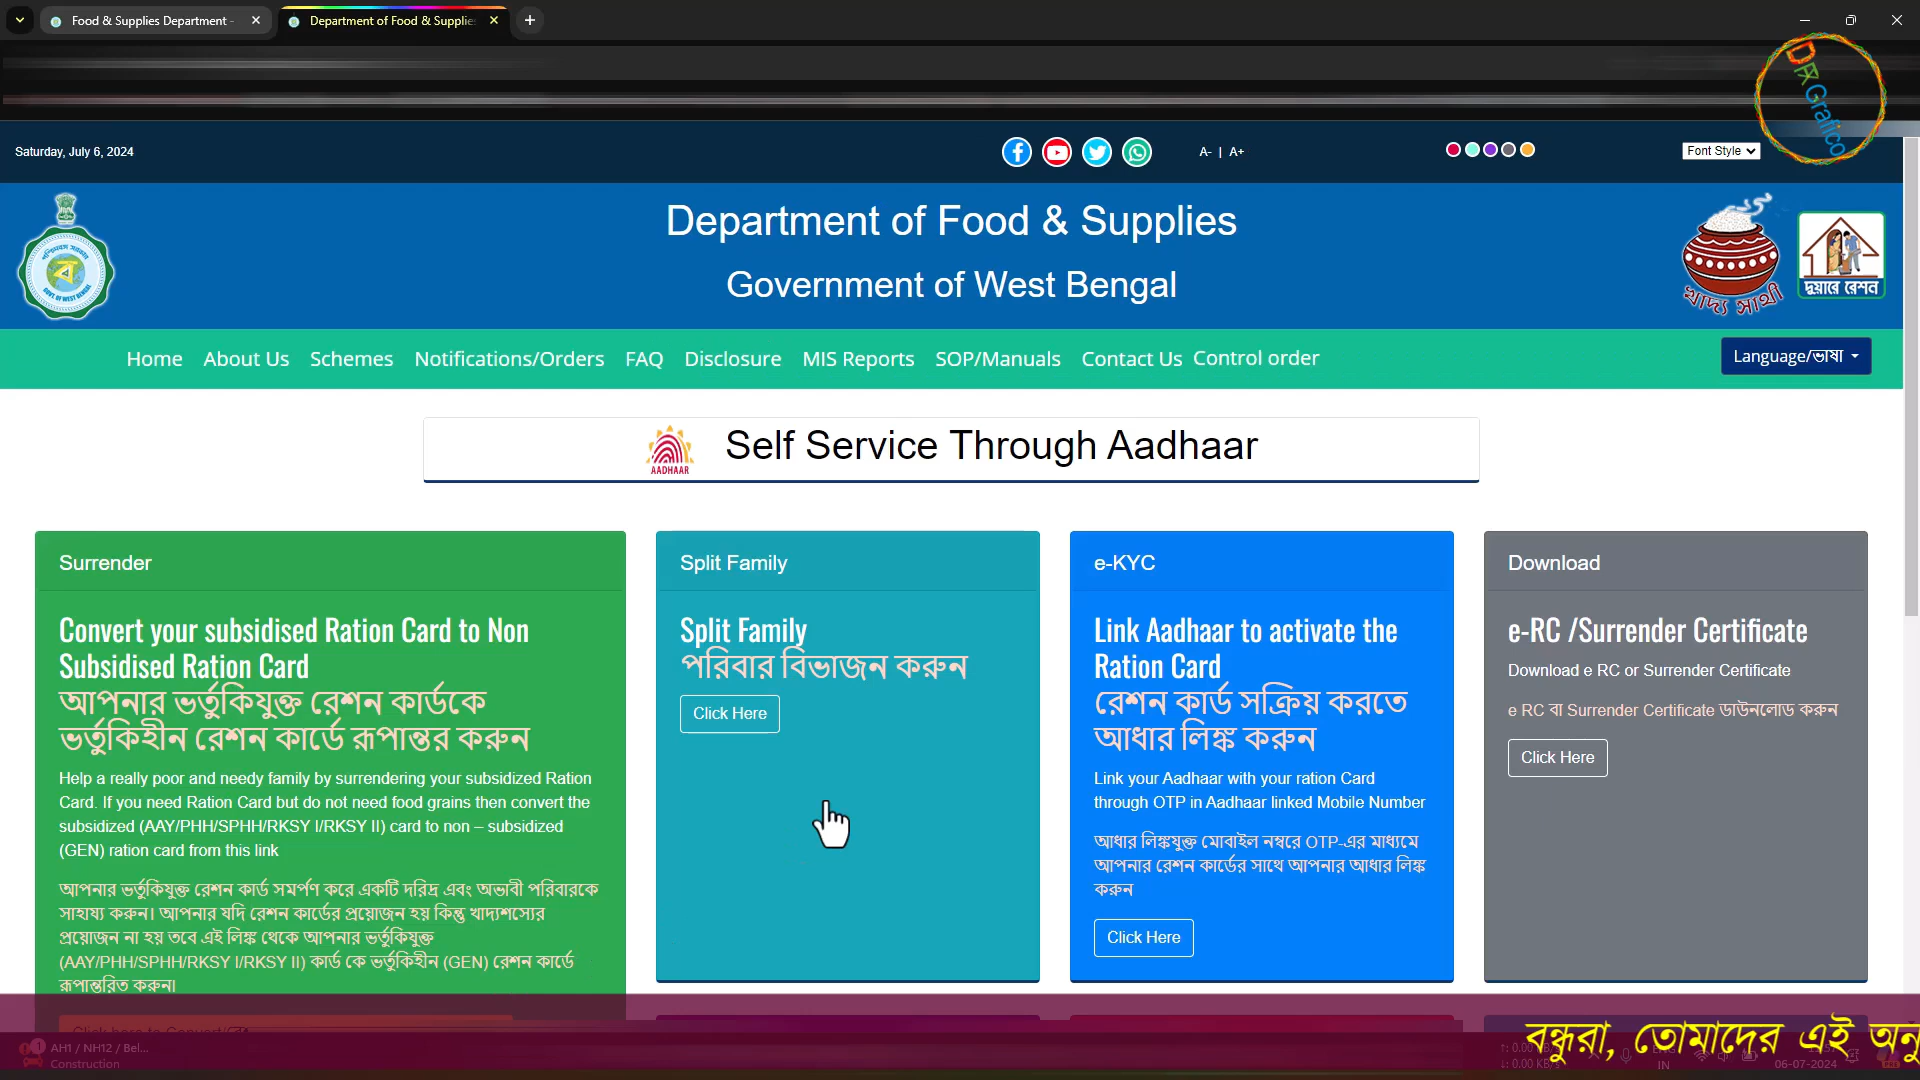 Food & Supplies Department -
Department of Food & Supplie
DR Grafico
Saturday, July 6, 2024
A- | A+
Font Style
Department of Food & Supplies
Government of West Bengal
খাদ্য সাথী
দুয়ারে রেশন
Home About Us Schemes Notifications/Orders FAQ Disclosure MIS Reports SOP/Manuals Contact Us Control order
Language/ভাষা
AADHAAR
Self Service Through Aadhaar
Surrender
Convert your subsidised Ration Card to Non
Subsidised Ration Card
আপনার ভর্তুকিযুক্ত রেশন কার্ডকে
ভর্তুকিহীন রেশন কার্ডে রূপান্তর করুন
Help a really poor and needy family by surrendering your subsidized Ration
Card. If you need Ration Card but do not need food grains then convert the
subsidized (AAY/PHH/SPHH/RKSY I/RKSY II) card to non – subsidized
(GEN) ration card from this link
আপনার ভর্তুকিযুক্ত রেশন কার্ড সমর্পণ করে একটি দরিদ্র এবং অভাবী পরিবারকে
সাহায্য করুন। আপনার যদি রেশন কার্ডের প্রয়োজন হয় কিন্তু খাদ্যশস্যের
প্রয়োজন না হয় তবে এই লিঙ্ক থেকে আপনার ভর্তুকিযুক্ত
(AAY/PHH/SPHH/RKSY I/RKSY II) কার্ড কে ভর্তুকিহীন (GEN) রেশন কার্ডে
রূপান্তরিত করুন।
Split Family
Split Family
পরিবার বিভাজন করুন
Click Here
e-KYC
Link Aadhaar to activate the
Ration Card
রেশন কার্ড সক্রিয় করতে
আধার লিঙ্ক করুন
Link your Aadhaar with your ration Card
through OTP in Aadhaar linked Mobile Number
আধার লিঙ্কযুক্ত মোবাইল নম্বরে OTP-এর মাধ্যমে
আপনার রেশন কার্ডের সাথে আপনার আধার লিঙ্ক
করুন
Click Here
Download
e-RC /Surrender Certificate
Download e RC or Surrender Certificate
e RC বা Surrender Certificate ডাউনলোড করুন
Click Here
AH1 / NH12 / Bel...
Construction
বন্ধুরা, তোমাদের এই
IN
06-07-2024